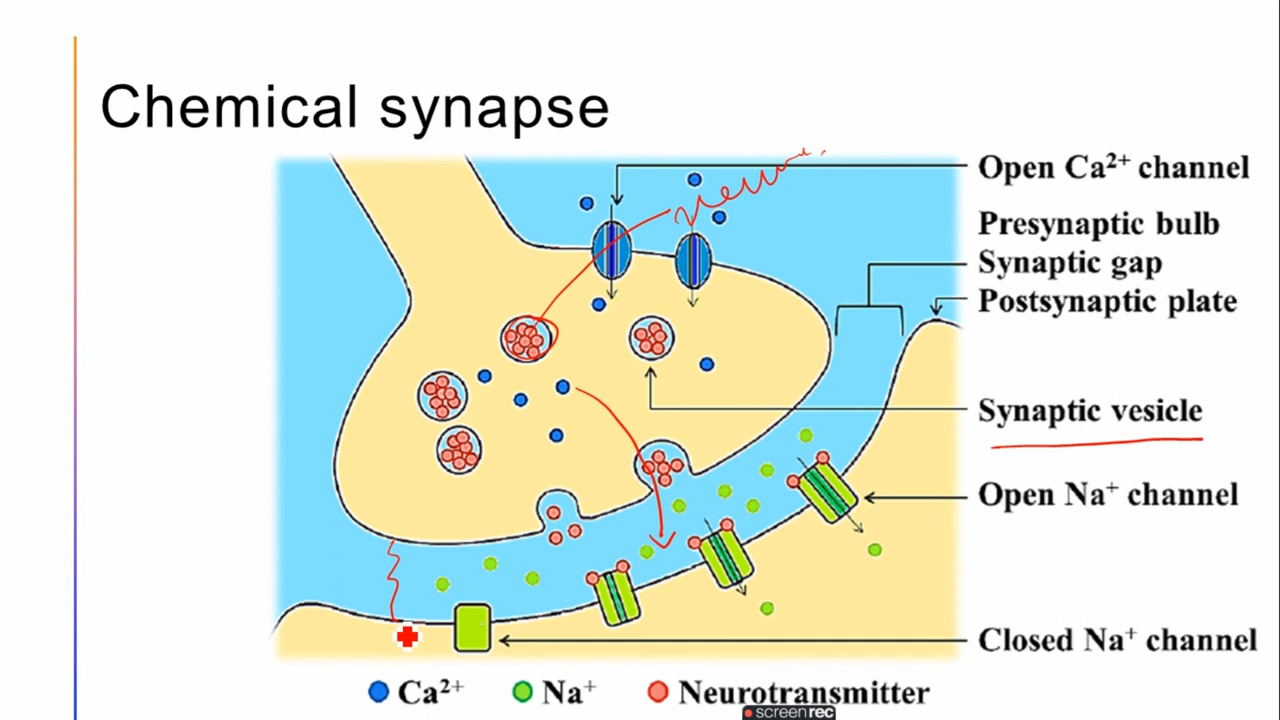 Chemical synapse
Open Ca²⁺ channel
Presynaptic bulb
Synaptic gap
Postsynaptic plate
Synaptic vesicle
Open Na⁺ channel
Closed Na⁺ channel
Ca²⁺ Na⁺ Neurotransmitter
screenrec